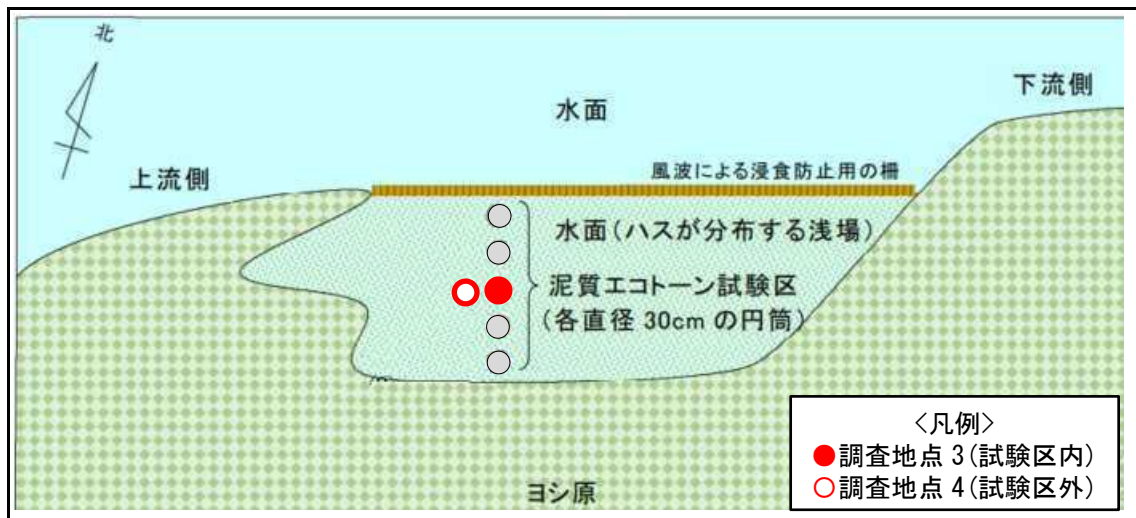 北
水面
下流側
上流側
風波による浸食防止用の柵
水面(ハスが分布する浅場)
泥質エコトーン試験区
(各直径 30cm の円筒)
<凡例>
●調査地点 3(試験区内)
○調査地点 4(試験区外)
ヨシ原